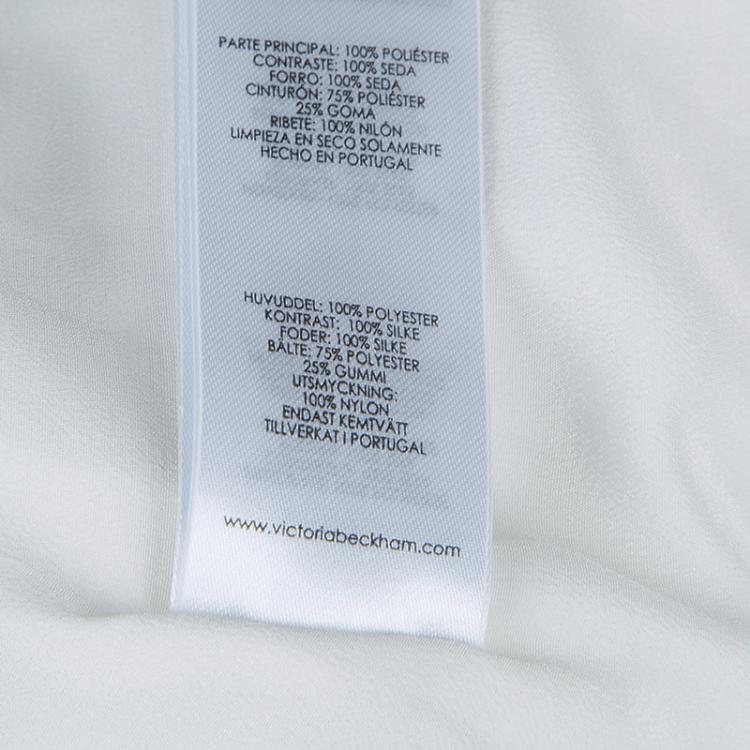 PARTE PRINCIPAL: 100% POLIÉSTER
CONTRASTE: 100% SEDA
FORRO: 100% SEDA
CINTURÓN: 75% POLIÉSTER
25% GOMA
RIBETE: 100% NILÓN
LIMPIEZA EN SECO SOLAMENTE
HECHO EN PORTUGAL
HUVUDDEL: 100% POLYESTER
KONTRAST: 100% SILKE
FODER: 100% SILKE
BÄLTE: 75% POLYESTER
25% GUMMI
UTSMYCKNING:
100% NYLON
ENDAST KEMTVÄTT
TILLVERKAT I PORTUGAL
www.victoriabeckham.com